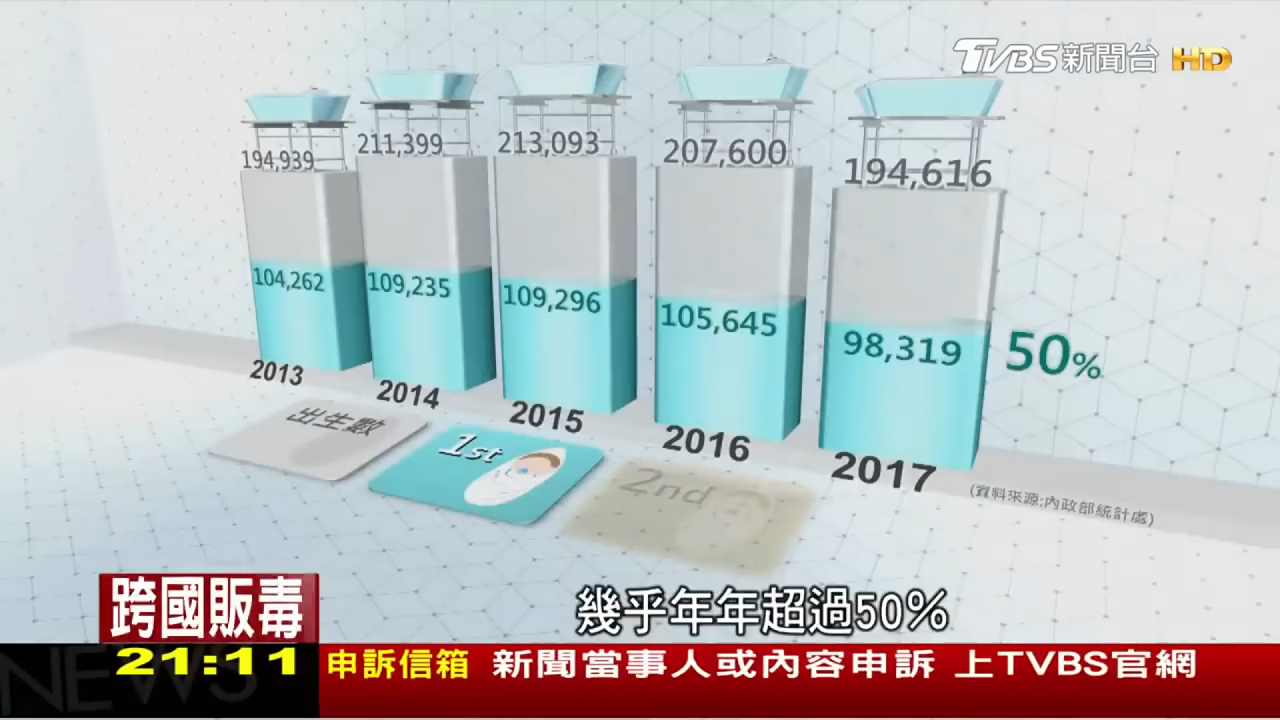 TVBS新聞台 HD
194,939
211,399
213,093
207,600
194,616
104,262
109,235
109,296
105,645
98,319
50%
2013
2014
2015
2016
2017
出生數
1st
2nd
(資料來源:內政部統計處)
幾乎年年超過50%
跨國販毒
NEWS
21:11
申訴信箱 新聞當事人或內容申訴 上TVBS官網